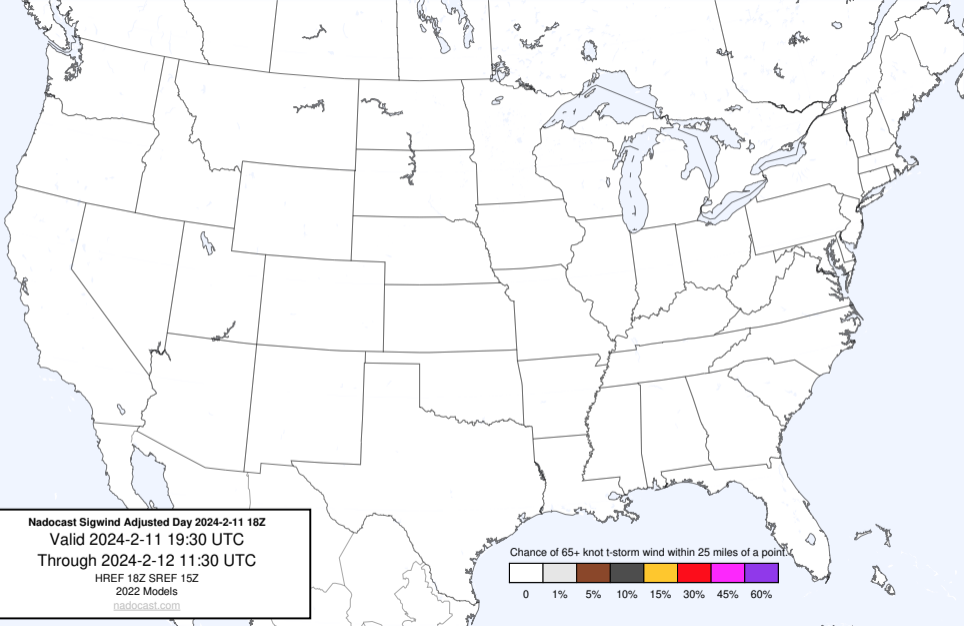 Nadocast Sigwind Adjusted Day 2024-2-11 18Z
Valid 2024-2-11 19:30 UTC
Through 2024-2-12 11:30 UTC
HREF 18Z SREF 15Z
2022 Models
nadocast.com
Chance of 65+ knot t-storm wind within 25 miles of a point.
0 1% 5% 10% 15% 30% 45% 60%